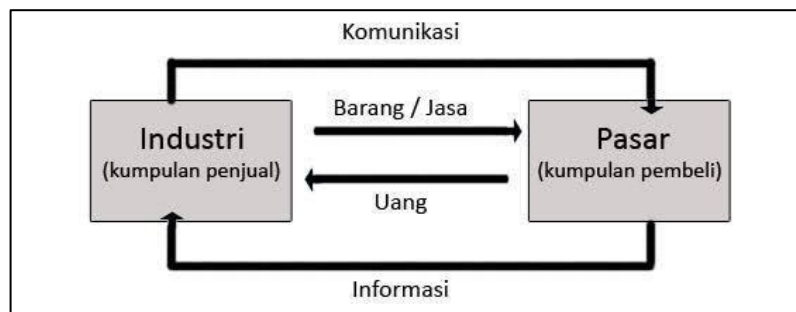 Komunikasi
Industri
(kumpulan penjual)
Barang / Jasa
Uang
Pasar
(kumpulan pembeli)
Informasi